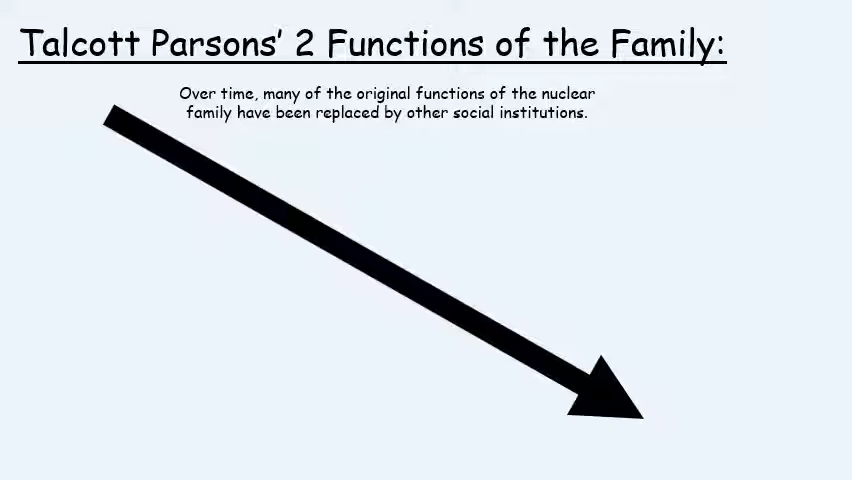 Talcott Parsons’ 2 Functions of the Family:
Over time, many of the original functions of the nuclear
family have been replaced by other social institutions.